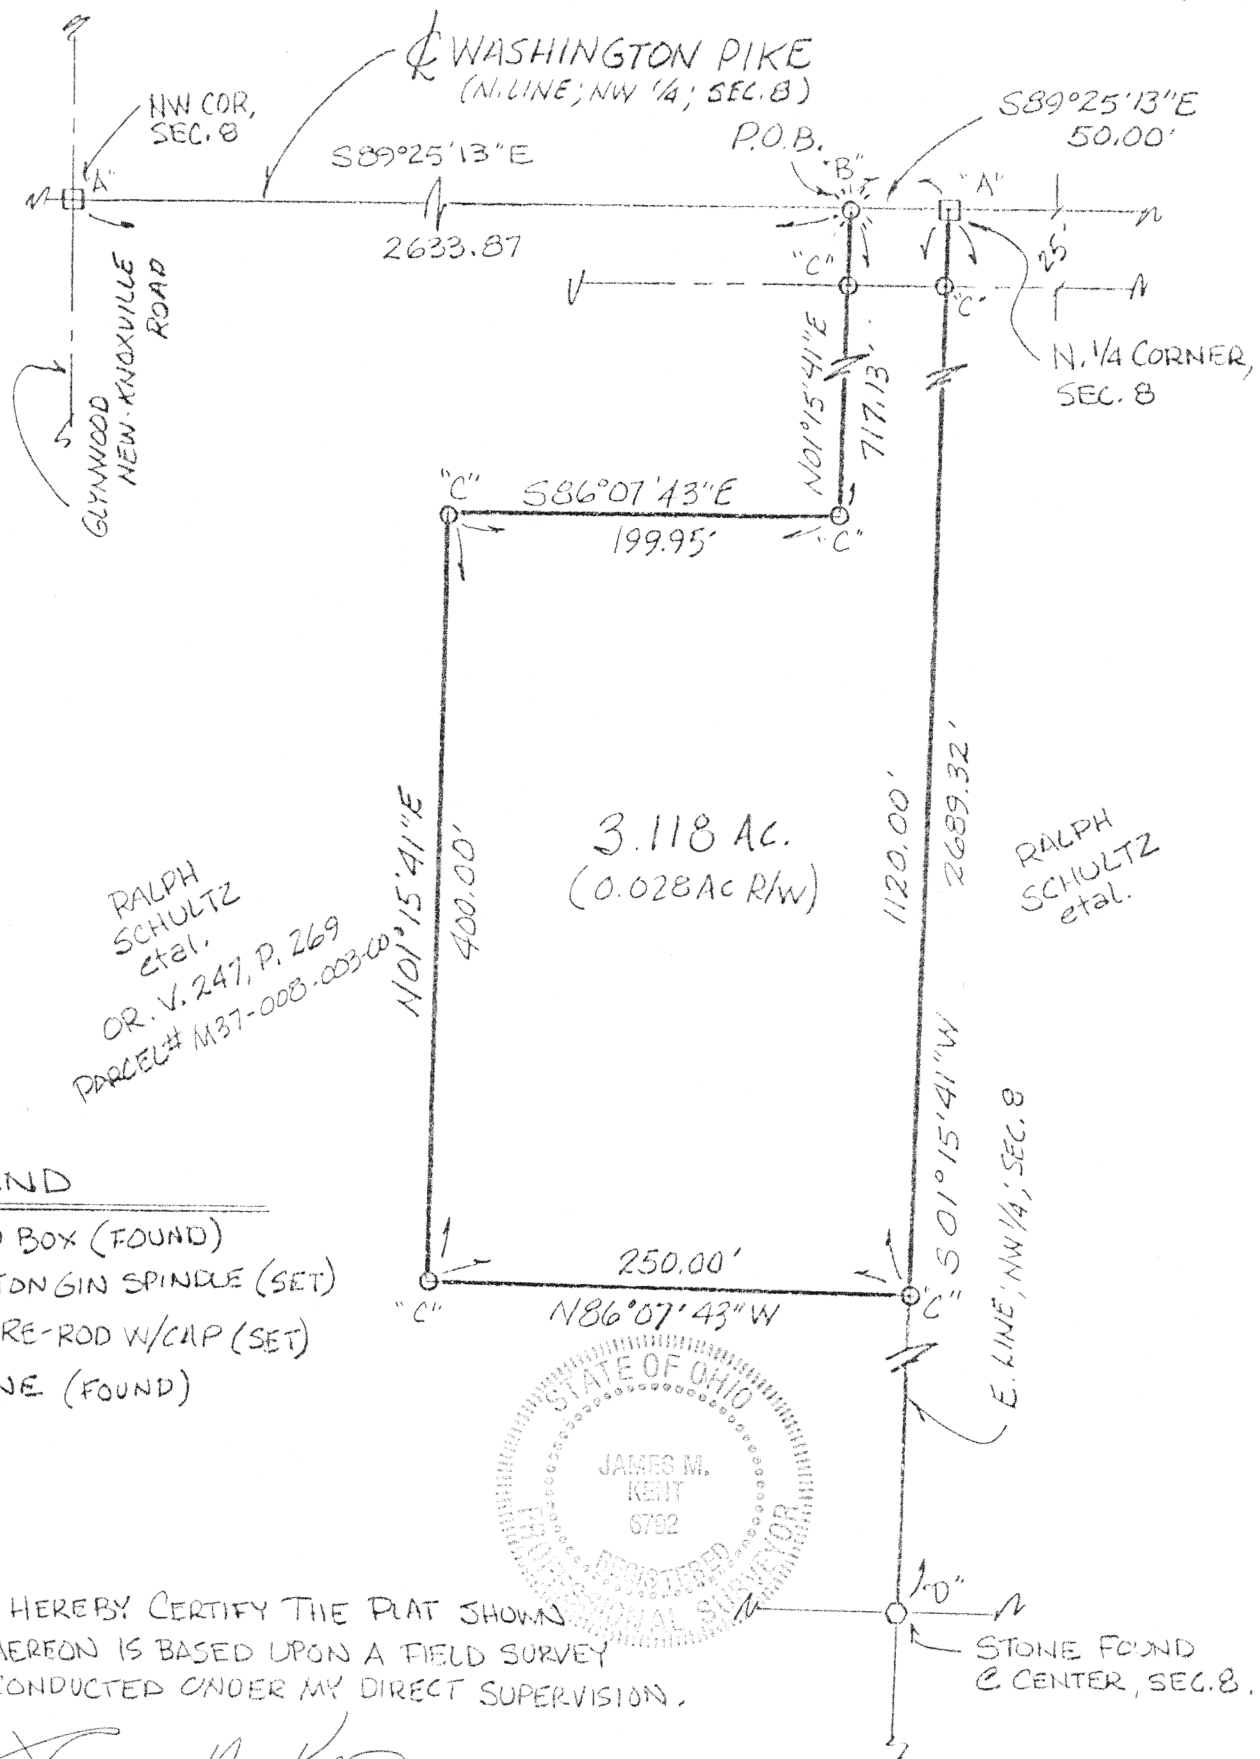 ℄ WASHINGTON PIKE
(N. LINE; NW 1/4; SEC. 8)
NW COR,
SEC. 8
S89°25'13"E
50.00'
P.O.B.
S89°25'13"E
"B"
"A"
"A"
2633.87
25'
"C"
"C"
GLYNWOOD
NEW-KNOXVILLE
ROAD
N01°15'41"E
717.13'
N. 1/4 CORNER,
SEC. 8
"C"
S86°07'43"E
199.95'
"C"
N01°15'41"E
400.00'
3.118 AC.
(0.028 AC R/W)
1120.00'
2689.32'
RALPH
SCHULTZ
etal.
RALPH
SCHULTZ
etal.
OR. V. 247, P. 269
PARCEL# M37-008-003-00
S01°15'41"W
E. LINE; NW 1/4; SEC. 8
BOX (FOUND)
GIN SPINDLE (SET)
RE-ROD W/CAP (SET)
(FOUND)
250.00'
"C"
N86°07'43"W
"C"
STATE OF OHIO
JAMES M.
KENT
6792
REGISTERED
PROFESSIONAL SURVEYOR
HEREBY CERTIFY THE PLAT SHOWN
HEREON IS BASED UPON A FIELD SURVEY
CONDUCTED UNDER MY DIRECT SUPERVISION.
"D"
STONE FOUND
@ CENTER, SEC. 8.